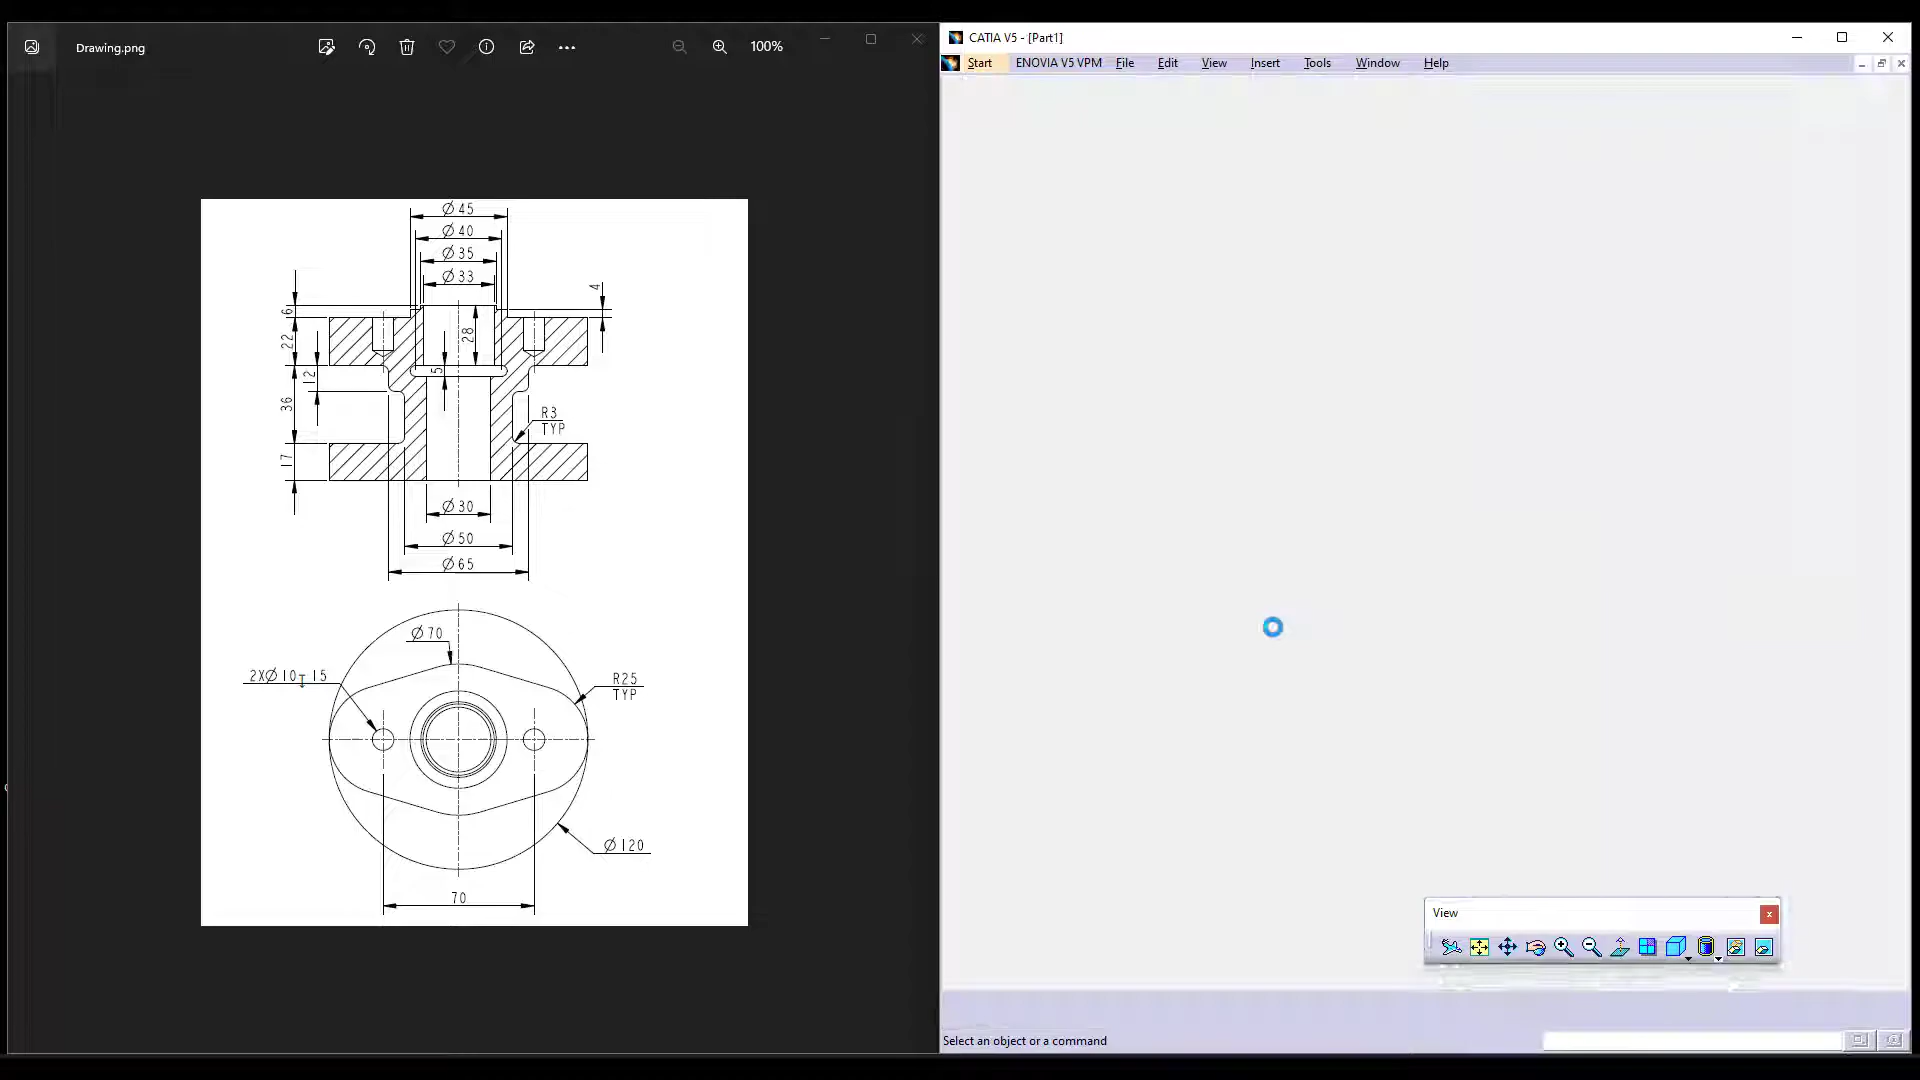 Drawing.png
100%
CATIA V5 - [Part1]
Start ENOVIA V5 VPM File Edit View Insert Tools Window Help
Ø45
Ø40
Ø35
Ø33
4
6
22
28
5
12
36
R3
TYP
17
Ø30
Ø50
Ø65
Ø70
2XØ10↧15
R25
TYP
Ø120
70
View
Select an object or a command